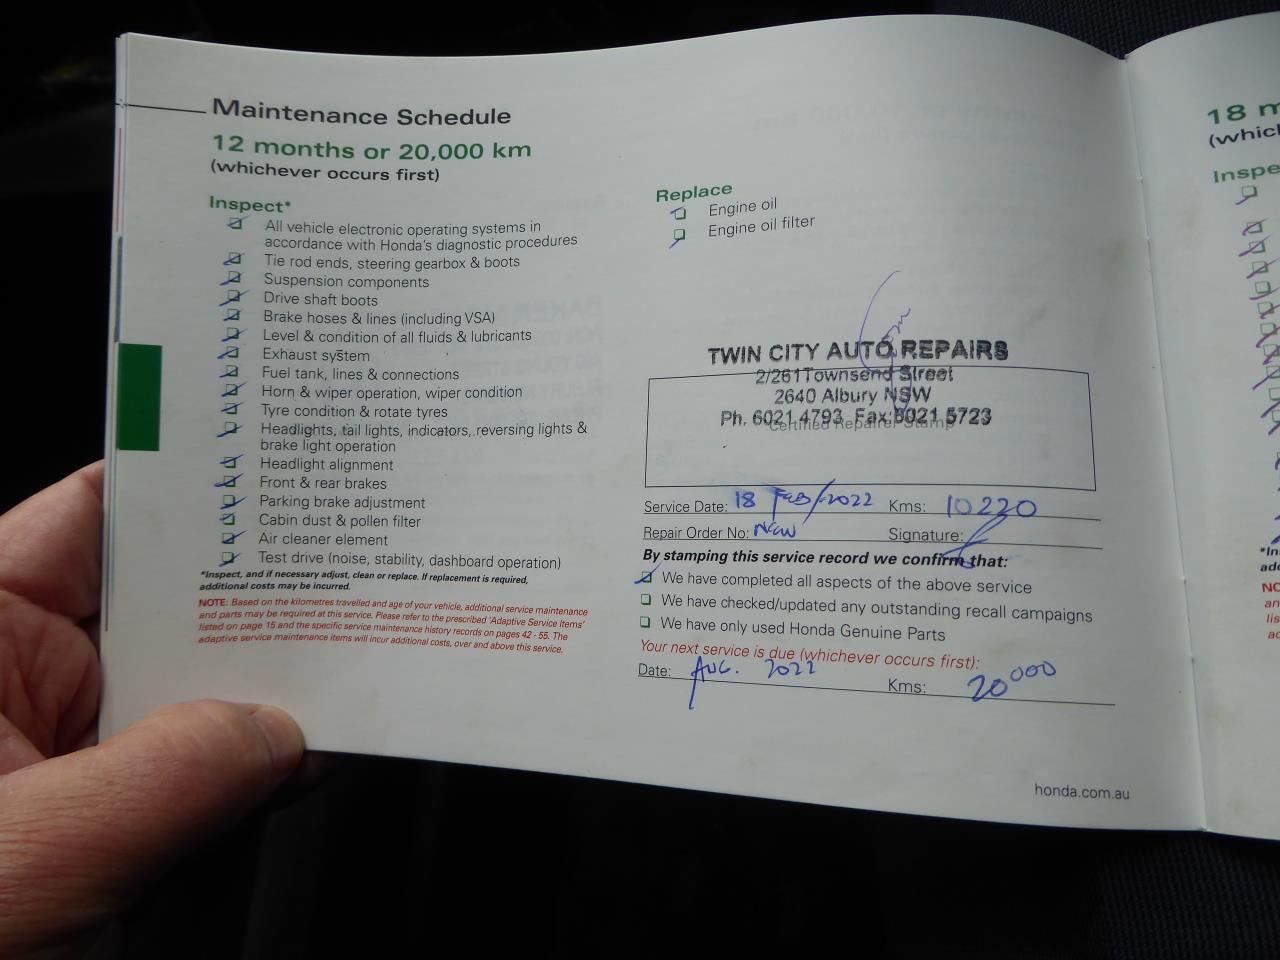 Maintenance Schedule
12 months or 20,000 km
(whichever occurs first)
Inspect*
All vehicle electronic operating systems in
accordance with Honda's diagnostic procedures
Tie rod ends, steering gearbox & boots
Suspension components
Drive shaft boots
Brake hoses & lines (including VSA)
Level & condition of all fluids & lubricants
Exhaust system
Fuel tank, lines & connections
Horn & wiper operation, wiper condition
Tyre condition & rotate tyres
Headlights, tail lights, indicators, reversing lights &
brake light operation
Headlight alignment
Front & rear brakes
Parking brake adjustment
Cabin dust & pollen filter
Air cleaner element
Test drive (noise, stability, dashboard operation)
*Inspect, and if necessary adjust, clean or replace. If replacement is required,
additional costs may be incurred.
NOTE: Based on the kilometres travelled and age of your vehicle, additional service maintenance
and parts may be required at this service. Please refer to the prescribed 'Adaptive Service Items'
listed on page 15 and the specific service maintenance history records on pages 42 - 55. The
adaptive service maintenance items will incur additional costs, over and above this service.
Replace
Engine oil
Engine oil filter
TWIN CITY AUTO REPAIRS
2/261 Townsend Street
2640 Albury NSW
Ph. 6021 4793 Fax: 6021 5723
Certified Repairer Stamp
Service Date: 18 Feb/2022 Kms: 10220
Repair Order No: NSW Signature:
By stamping this service record we confirm that:
We have completed all aspects of the above service
We have checked/updated any outstanding recall campaigns
We have only used Honda Genuine Parts
Your next service is due (whichever occurs first):
Date: AUG. 2022 Kms: 20000
honda.com.au
18 m
(which
Inspe